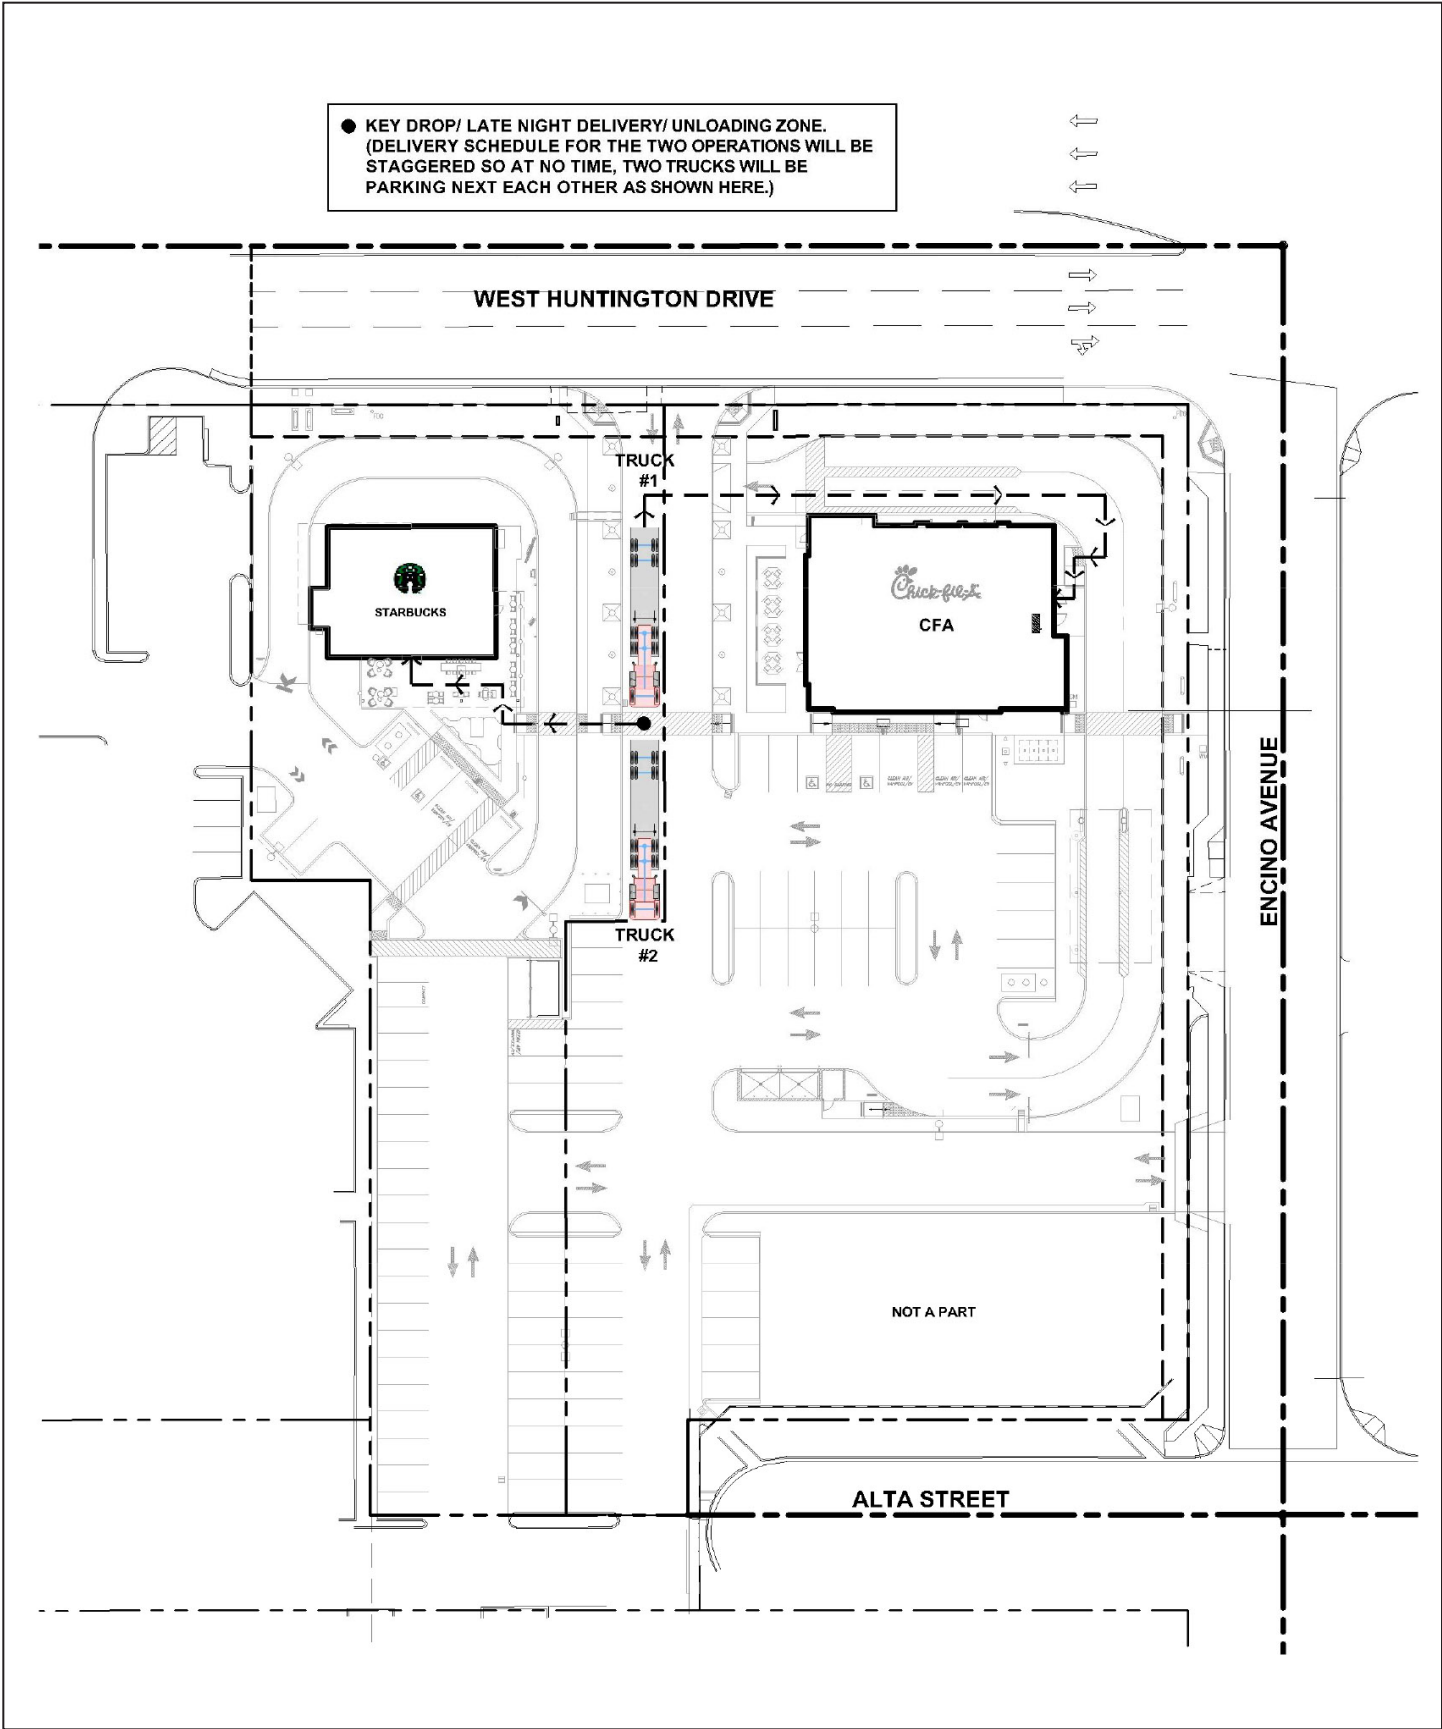 KEY DROP/ LATE NIGHT DELIVERY/ UNLOADING ZONE.
(DELIVERY SCHEDULE FOR THE TWO OPERATIONS WILL BE
STAGGERED SO AT NO TIME, TWO TRUCKS WILL BE
PARKING NEXT EACH OTHER AS SHOWN HERE.)
WEST HUNTINGTON DRIVE
TRUCK
#1
STARBUCKS
Chick-fil-A
CFA
ENCINO AVENUE
TRUCK
#2
NOT A PART
ALTA STREET